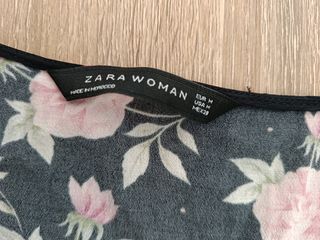 ZARA WOMAN
MADE IN MOROCCO
EUR M
USA M
MEX 28